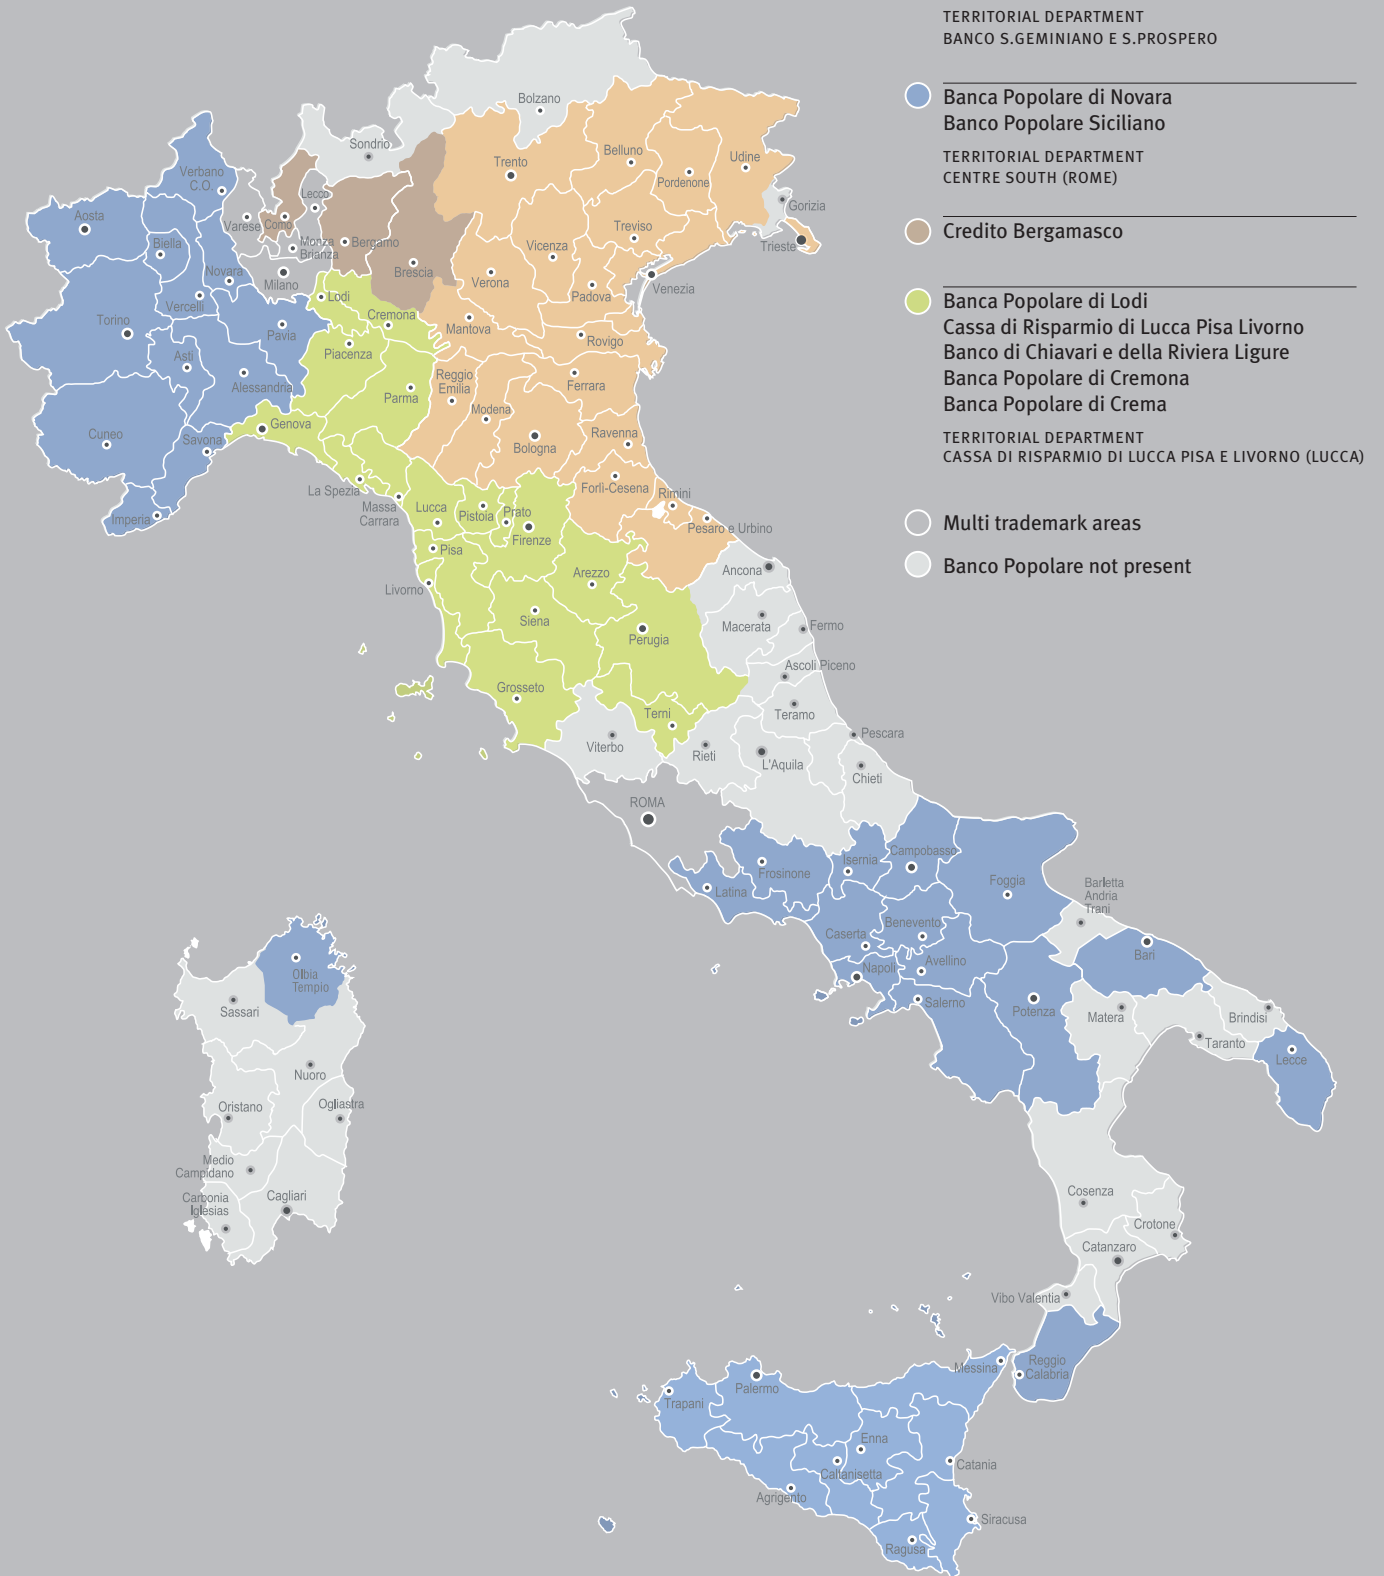 TERRITORIAL DEPARTMENT
BANCO S.GEMINIANO E S.PROSPERO
Banca Popolare di Novara
Banco Popolare Siciliano
TERRITORIAL DEPARTMENT
CENTRE SOUTH (ROME)
Credito Bergamasco
Banca Popolare di Lodi
Cassa di Risparmio di Lucca Pisa Livorno
Banco di Chiavari e della Riviera Ligure
Banca Popolare di Cremona
Banca Popolare di Crema
TERRITORIAL DEPARTMENT
CASSA DI RISPARMIO DI LUCCA PISA E LIVORNO (LUCCA)
Multi trademark areas
Banco Popolare not present
Bolzano
Sondrio
Verbano
C.O.
Trento
Belluno
Udine
Pordenone
Lecco
Gorizia
Aosta
Varese
Como
Treviso
Biella
Monza
Brianza
Bergamo
Vicenza
Trieste
Novara
Brescia
Verona
Milano
Padova
Venezia
Vercelli
Lodi
Torino
Cremona
Mantova
Pavia
Rovigo
Asti
Piacenza
Alessandria
Reggio
Emilia
Ferrara
Parma
Modena
Cuneo
Savona
Genova
Bologna
Ravenna
La Spezia
Forlì-Cesena
Massa
Carrara
Rimini
Imperia
Lucca
Pistoia
Prato
Firenze
Pesaro e Urbino
Pisa
Ancona
Arezzo
Livorno
Siena
Macerata
Fermo
Perugia
Ascoli Piceno
Grosseto
Terni
Teramo
Viterbo
Rieti
Pescara
L'Aquila
Chieti
ROMA
Isernia
Campobasso
Frosinone
Latina
Foggia
Barletta
Andria
Trani
Benevento
Caserta
Bari
Avellino
Napoli
Olbia
Tempio
Salerno
Potenza
Sassari
Matera
Brindisi
Taranto
Lecce
Nuoro
Oristano
Ogliastra
Medio
Campidano
Carbonia
Iglesias
Cagliari
Cosenza
Crotone
Catanzaro
Vibo Valentia
Messina
Reggio
Calabria
Palermo
Trapani
Enna
Catania
Caltanisetta
Agrigento
Siracusa
Ragusa